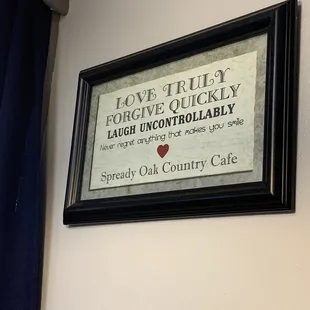 LOVE TRULY
FORGIVE QUICKLY
LAUGH UNCONTROLLABLY
Never regret anything that makes you smile
Spready Oak Country Cafe